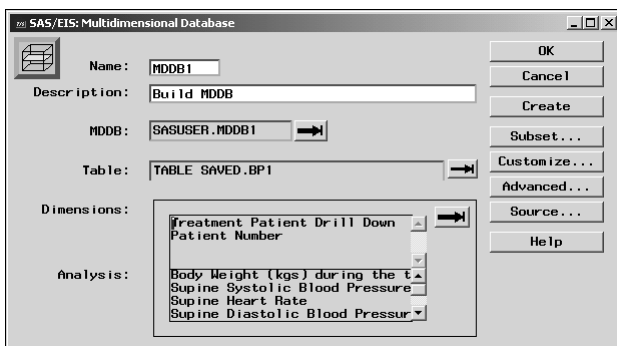 SAS/EIS: Multidimensional Database
Name: MDDB1
Description: Build MDDB
MDDB: SASUSER.MDDB1
Table: TABLE SAVED.BP1
Dimensions:
Treatment Patient Drill Down
Patient Number
Analysis:
Body Weight (kgs) during the t
Supine Systolic Blood Pressure
Supine Heart Rate
Supine Diastolic Blood Pressur
OK
Cancel
Create
Subset...
Customize...
Advanced...
Source...
Help